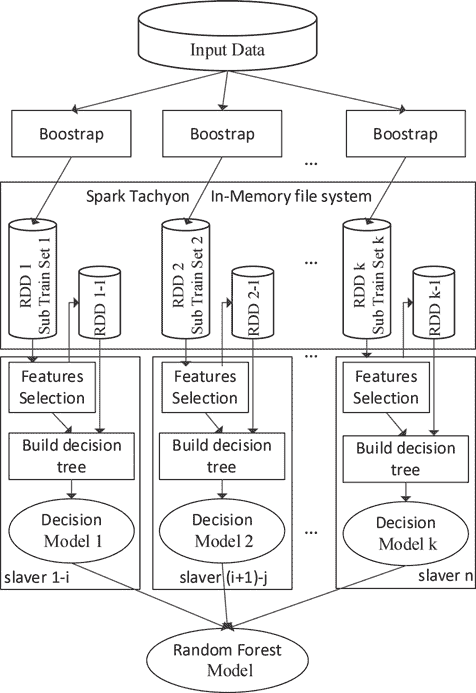 Input Data
Boostrap
Boostrap
Boostrap
...
Spark Tachyon In-Memory file system
RDD 1
Sub Train Set 1
RDD 1-1
RDD 2
Sub Train Set 2
RDD 2-1
...
RDD k
Sub Train Set k
RDD k-1
...
Features
Selection
Features
Selection
Features
Selection
Build decision
tree
Build decision
tree
Build decision
tree
Decision
Model 1
Decision
Model 2
...
Decision
Model k
slaver 1-i
slaver (i+1)-j
slaver n
Random Forest
Model